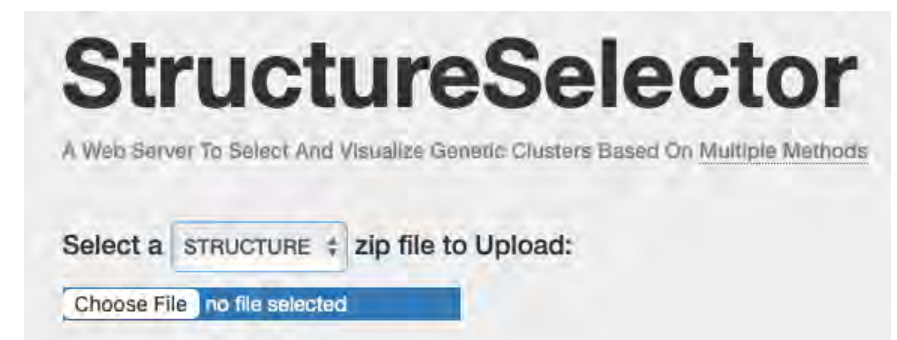 StructureSelector
A Web Server To Select And Visualize Genetic Clusters Based On Multiple Methods
Select a STRUCTURE zip file to Upload:
Choose File no file selected